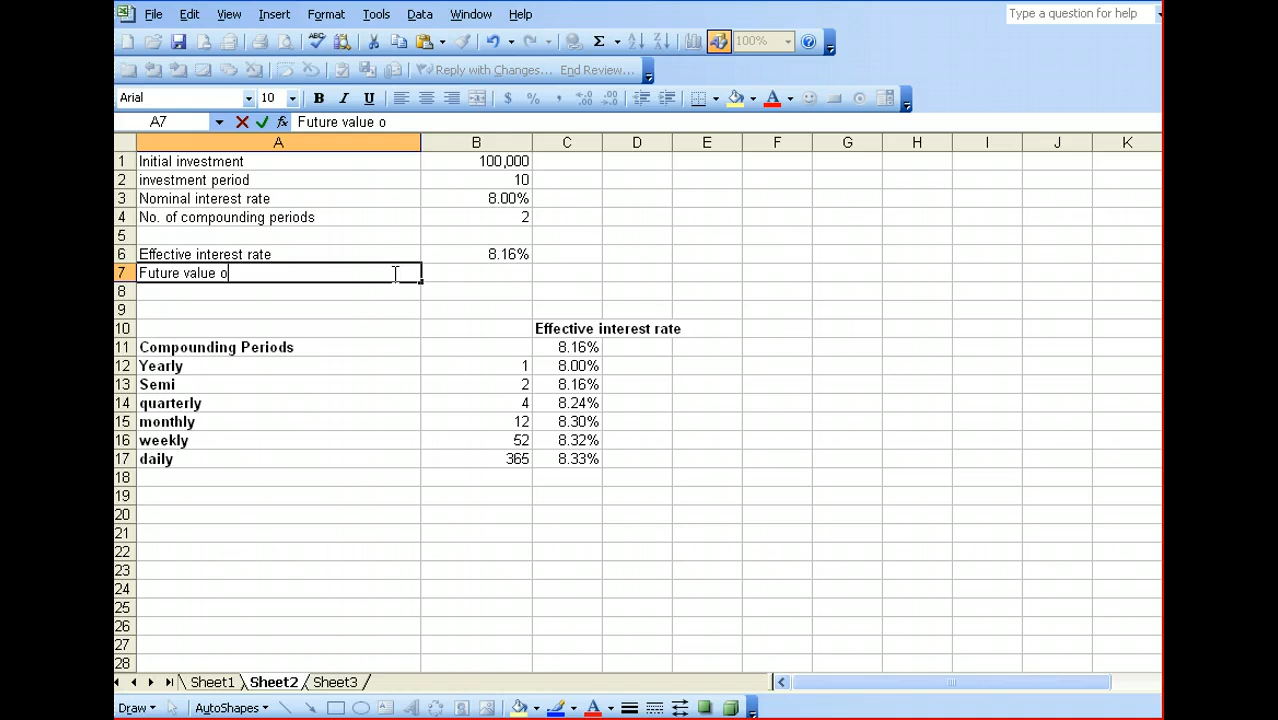 File Edit View Insert Format Tools Data Window Help Type a question for help
Σ 100%
Reply with Changes... End Review...
Arial 10 B I U $ % , A
A7 fx Future value o
A B C D E F G H I J K
1 Initial investment 100,000
2 investment period 10
3 Nominal interest rate 8.00%
4 No. of compounding periods 2
5
6 Effective interest rate 8.16%
7 Future value o
8
9
10 Effective interest rate
11 Compounding Periods 8.16%
12 Yearly 1 8.00%
13 Semi 2 8.16%
14 quarterly 4 8.24%
15 monthly 12 8.30%
16 weekly 52 8.32%
17 daily 365 8.33%
18
19
20
21
22
23
24
25
26
27
28
Sheet1 Sheet2 Sheet3
Draw AutoShapes A